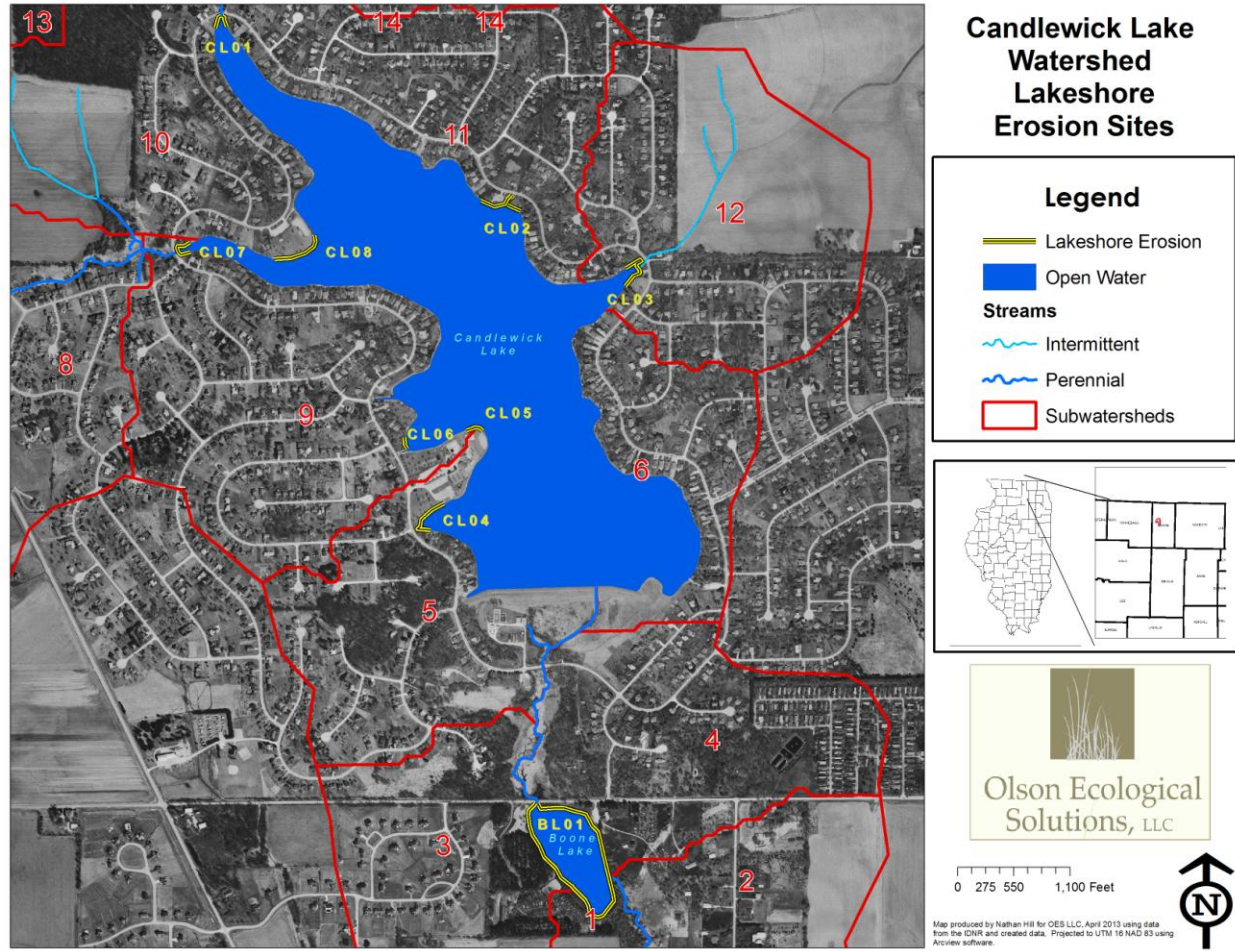 Candlewick Lake
Watershed
Lakeshore
Erosion Sites
Legend
Lakeshore Erosion
Open Water
Streams
Intermittent
Perennial
Subwatersheds
13
14
14
CL01
10
11
12
CL02
CL07
CL08
CL03
Candlewick
Lake
8
9
CL05
CL06
6
CL04
5
4
BL01
Boone
Lake
3
2
1
Olson Ecological
Solutions, LLC
0 275 550 1,100 Feet
N
Map produced by Nathan Hill for OES LLC, April 2013 using data
from the IDNR and created data, Projected to UTM 16 NAD 83 using
Arcview software.